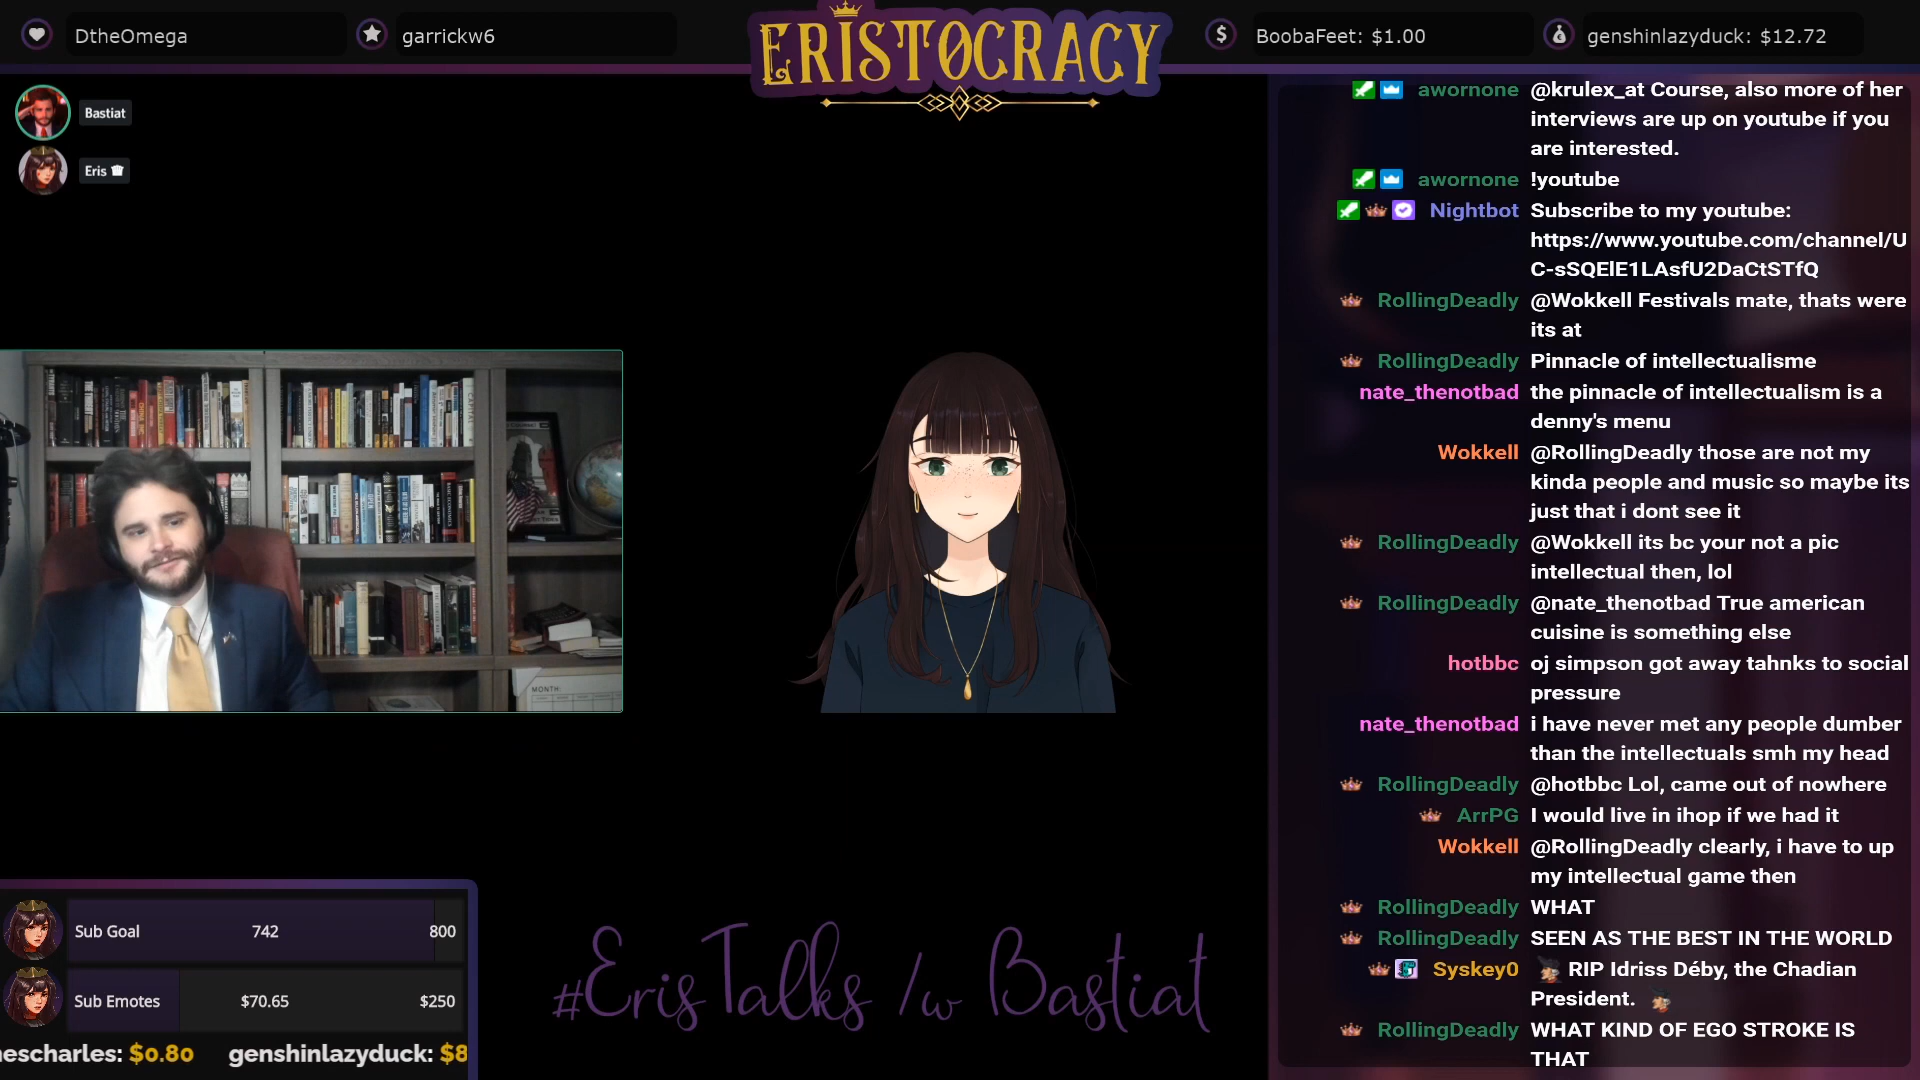 DtheOmega
garrickw6
ERISTOCRACY
$
BoobaFeet: $1.00
genshinlazyduck: $12.72
Bastiat
Eris
MONTH:
Sub Goal 742 800
Sub Emotes $70.65 $250
escharles: $0.80 genshinlazyduck: $8
#ErisTalks /w Bastiat
awornone @krulex_at Course, also more of her
interviews are up on youtube if you
are interested.
awornone !youtube
Nightbot Subscribe to my youtube:
https://www.youtube.com/channel/U
C-sSQElE1LAsfU2DaCtSTfQ
RollingDeadly @Wokkell Festivals mate, thats were
its at
RollingDeadly Pinnacle of intellectualisme
nate_thenotbad the pinnacle of intellectualism is a
denny's menu
Wokkell @RollingDeadly those are not my
kinda people and music so maybe its
just that i dont see it
RollingDeadly @Wokkell its bc your not a pic
intellectual then, lol
RollingDeadly @nate_thenotbad True american
cuisine is something else
hotbbc oj simpson got away tahnks to social
pressure
nate_thenotbad i have never met any people dumber
than the intellectuals smh my head
RollingDeadly @hotbbc Lol, came out of nowhere
ArrPG I would live in ihop if we had it
Wokkell @RollingDeadly clearly, i have to up
my intellectual game then
RollingDeadly WHAT
RollingDeadly SEEN AS THE BEST IN THE WORLD
Syskey0 RIP Idriss Déby, the Chadian
President.
RollingDeadly WHAT KIND OF EGO STROKE IS
THAT